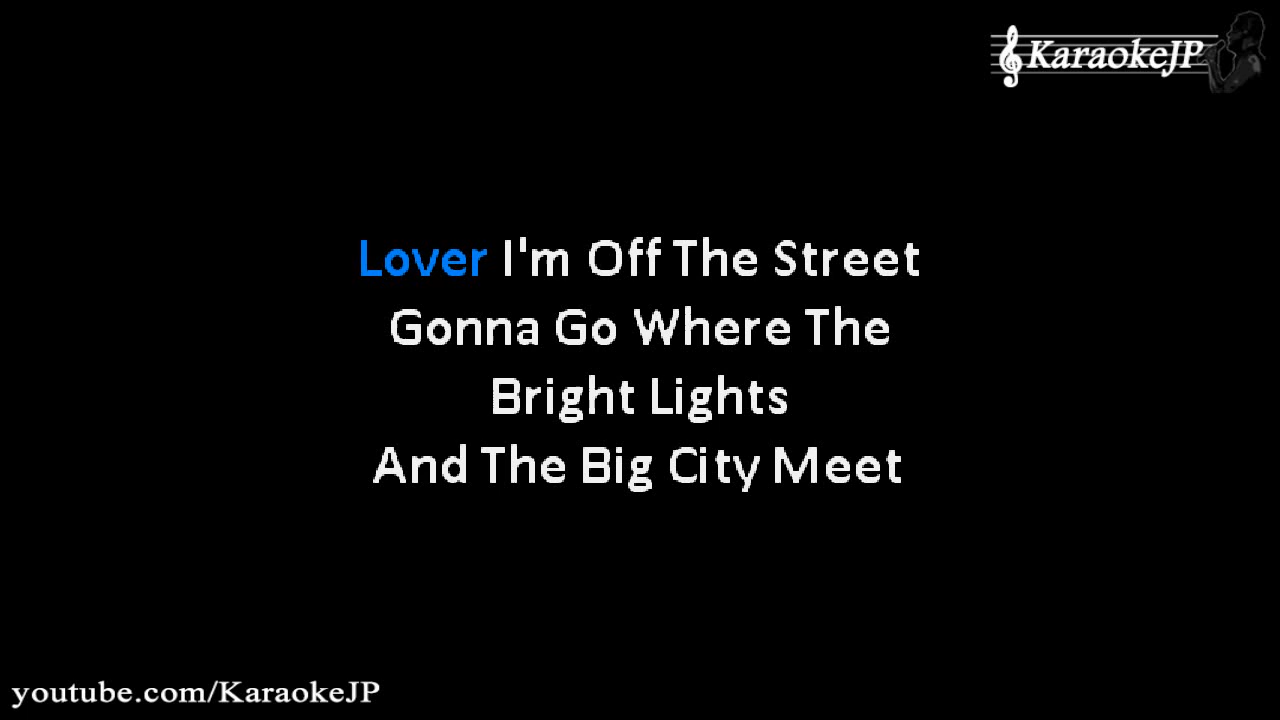 KaraokeJP
Lover I'm Off The Street
Gonna Go Where The
Bright Lights
And The Big City Meet
youtube.com/KaraokeJP